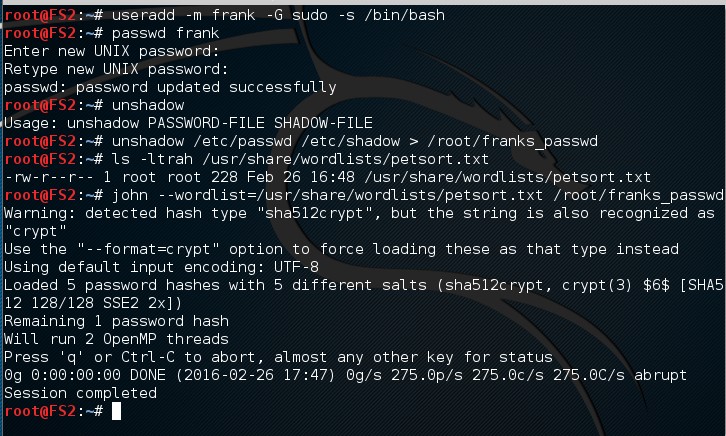 root@FS2:~# useradd -m frank -G sudo -s /bin/bash
root@FS2:~# passwd frank
Enter new UNIX password:
Retype new UNIX password:
passwd: password updated successfully
root@FS2:~# unshadow
Usage: unshadow PASSWORD-FILE SHADOW-FILE
root@FS2:~# unshadow /etc/passwd /etc/shadow > /root/franks_passwd
root@FS2:~# ls -ltrah /usr/share/wordlists/petsort.txt
-rw-r--r-- 1 root root 228 Feb 26 16:48 /usr/share/wordlists/petsort.txt
root@FS2:~# john --wordlist=/usr/share/wordlists/petsort.txt /root/franks_passwd
Warning: detected hash type "sha512crypt", but the string is also recognized as
"crypt"
Use the "--format=crypt" option to force loading these as that type instead
Using default input encoding: UTF-8
Loaded 5 password hashes with 5 different salts (sha512crypt, crypt(3) $6$ [SHA5
12 128/128 SSE2 2x])
Remaining 1 password hash
Will run 2 OpenMP threads
Press 'q' or Ctrl-C to abort, almost any other key for status
0g 0:00:00:00 DONE (2016-02-26 17:47) 0g/s 275.0p/s 275.0c/s 275.0C/s abrupt
Session completed
root@FS2:~#